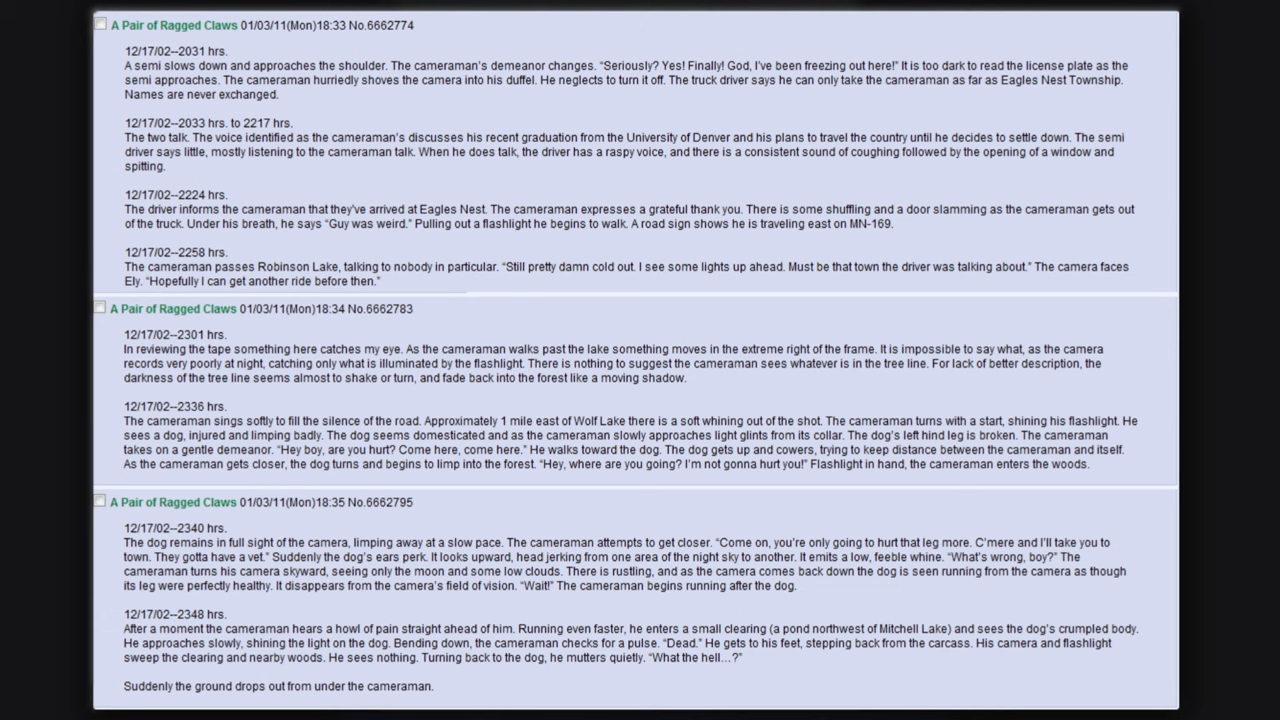 A Pair of Ragged Claws 01/03/11(Mon)18:33 No.6662774
12/17/02--2031 hrs.
A semi slows down and approaches the shoulder. The cameraman's demeanor changes. “Seriously? Yes! Finally! God, I've been freezing out here!” It is too dark to read the license plate as the
semi approaches. The cameraman hurriedly shoves the camera into his duffel. He neglects to turn it off. The truck driver says he can only take the cameraman as far as Eagles Nest Township.
Names are never exchanged.
12/17/02--2033 hrs. to 2217 hrs.
The two talk. The voice identified as the cameraman's discusses his recent graduation from the University of Denver and his plans to travel the country until he decides to settle down. The semi
driver says little, mostly listening to the cameraman talk. When he does talk, the driver has a raspy voice, and there is a consistent sound of coughing followed by the opening of a window and
spitting.
12/17/02--2224 hrs.
The driver informs the cameraman that they've arrived at Eagles Nest. The cameraman expresses a grateful thank you. There is some shuffling and a door slamming as the cameraman gets out
of the truck. Under his breath, he says “Guy was weird.” Pulling out a flashlight he begins to walk. A road sign shows he is traveling east on MN-169.
12/17/02--2258 hrs.
The cameraman passes Robinson Lake, talking to nobody in particular. “Still pretty damn cold out. I see some lights up ahead. Must be that town the driver was talking about.” The camera faces
Ely. “Hopefully I can get another ride before then.”
A Pair of Ragged Claws 01/03/11(Mon)18:34 No.6662783
12/17/02--2301 hrs.
In reviewing the tape something here catches my eye. As the cameraman walks past the lake something moves in the extreme right of the frame. It is impossible to say what, as the camera
records very poorly at night, catching only what is illuminated by the flashlight. There is nothing to suggest the cameraman sees whatever is in the tree line. For lack of better description, the
darkness of the tree line seems almost to shake or turn, and fade back into the forest like a moving shadow.
12/17/02--2336 hrs.
The cameraman sings softly to fill the silence of the road. Approximately 1 mile east of Wolf Lake there is a soft whining out of the shot. The cameraman turns with a start, shining his flashlight. He
sees a dog, injured and limping badly. The dog seems domesticated and as the cameraman slowly approaches light glints from its collar. The dog's left hind leg is broken. The cameraman
takes on a gentle demeanor. “Hey boy, are you hurt? Come here, come here.” He walks toward the dog. The dog gets up and cowers, trying to keep distance between the cameraman and itself.
As the cameraman gets closer, the dog turns and begins to limp into the forest. “Hey, where are you going? I'm not gonna hurt you!” Flashlight in hand, the cameraman enters the woods.
A Pair of Ragged Claws 01/03/11(Mon)18:35 No.6662795
12/17/02--2340 hrs.
The dog remains in full sight of the camera, limping away at a slow pace. The cameraman attempts to get closer. “Come on, you're only going to hurt that leg more. C'mere and I'll take you to
town. They gotta have a vet.” Suddenly the dog's ears perk. It looks upward, head jerking from one area of the night sky to another. It emits a low, feeble whine. “What's wrong, boy?” The
cameraman turns his camera skyward, seeing only the moon and some low clouds. There is rustling, and as the camera comes back down the dog is seen running from the camera as though
its leg were perfectly healthy. It disappears from the camera's field of vision. “Wait!” The cameraman begins running after the dog.
12/17/02--2348 hrs.
After a moment the cameraman hears a howl of pain straight ahead of him. Running even faster, he enters a small clearing (a pond northwest of Mitchell Lake) and sees the dog's crumpled body.
He approaches slowly, shining the light on the dog. Bending down, the cameraman checks for a pulse. “Dead.” He gets to his feet, stepping back from the carcass. His camera and flashlight
sweep the clearing and nearby woods. He sees nothing. Turning back to the dog, he mutters quietly. “What the hell…?”
Suddenly the ground drops out from under the cameraman.